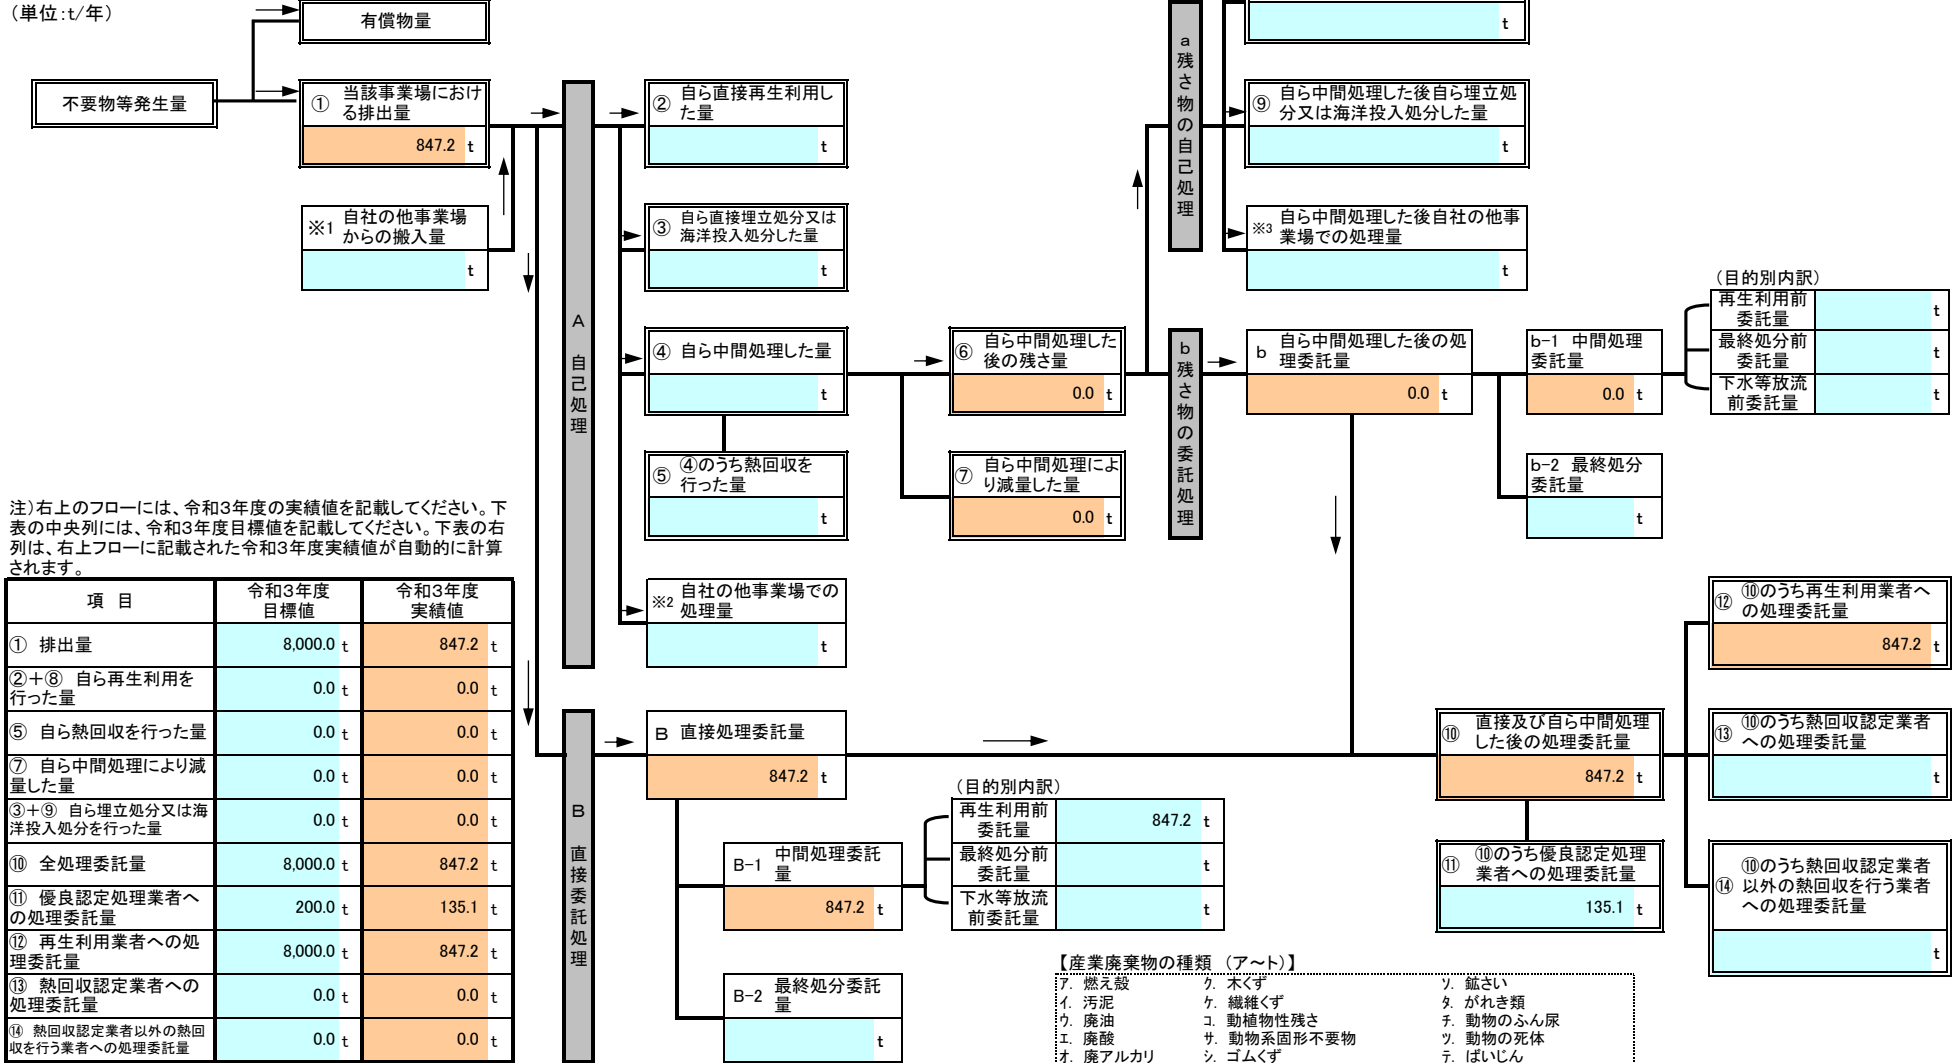 （単位：t/年）
有償物量
不要物等発生量
① 当該事業場におけ
る排出量
847.2 t
※1 自社の他事業場
からの搬入量
t
A 自己処理
② 自ら直接再生利用し
た量
t
③ 自ら直接埋立処分又は
海洋投入処分した量
t
④ 自ら中間処理した量
t
⑤ ④のうち熱回収を
行った量
t
※2 自社の他事業場での
処理量
t
⑥ 自ら中間処理した
後の残さ量
0.0 t
⑦ 自ら中間処理によ
り減量した量
0.0 t
a 残さ物の自己処理
t
⑨ 自ら中間処理した後自ら埋立処
分又は海洋投入処分した量
t
※3 自ら中間処理した後自社の他事
業場での処理量
t
b 残さ物の委託処理
b 自ら中間処理した後の処
理委託量
0.0 t
b-1 中間処理
委託量
0.0 t
b-2 最終処分
委託量
t
（目的別内訳）
再生利用前
委託量
t
最終処分前
委託量
t
下水等放流
前委託量
t
注）右上のフローには、令和3年度の実績値を記載してください。下
表の中央列には、令和3年度目標値を記載してください。下表の右
列は、右上フローに記載された令和3年度実績値が自動的に計算
されます。
項 目 令和3年度 目標値 令和3年度 実績値
① 排出量 8,000.0 t 847.2 t
②＋⑧ 自ら再生利用を
行った量 0.0 t 0.0 t
⑤ 自ら熱回収を行った量 0.0 t 0.0 t
⑦ 自ら中間処理により減
量した量 0.0 t 0.0 t
③＋⑨ 自ら埋立処分又は海
洋投入処分を行った量 0.0 t 0.0 t
⑩ 全処理委託量 8,000.0 t 847.2 t
⑪ 優良認定処理業者へ
の処理委託量 200.0 t 135.1 t
⑫ 再生利用業者への処
理委託量 8,000.0 t 847.2 t
⑬ 熱回収認定業者への
処理委託量 0.0 t 0.0 t
⑭ 熱回収認定業者以外の熱回
収を行う業者への処理委託量 0.0 t 0.0 t
B 直接委託処理
B 直接処理委託量
847.2 t
B-1 中間処理委託
量
847.2 t
B-2 最終処分委託
量
t
（目的別内訳）
再生利用前
委託量
847.2 t
最終処分前
委託量
t
下水等放流
前委託量
t
⑩ 直接及び自ら中間処理
した後の処理委託量
847.2 t
⑪ ⑩のうち優良認定処理
業者への処理委託量
135.1 t
⑫ ⑩のうち再生利用業者へ
の処理委託量
847.2 t
⑬ ⑩のうち熱回収認定業者
への処理委託量
t
⑭ ⑩のうち熱回収認定業者
以外の熱回収を行う業者
への処理委託量
t
【産業廃棄物の種類 （ア～ト）】
ア. 燃え殻 ク. 木くず ソ. 鉱さい
イ. 汚泥 ケ. 繊維くず タ. がれき類
ウ. 廃油 コ. 動植物性残さ チ. 動物のふん尿
エ. 廃酸 サ. 動物系固形不要物 ツ. 動物の死体
オ. 廃アルカリ シ. ゴムくず テ. ばいじん